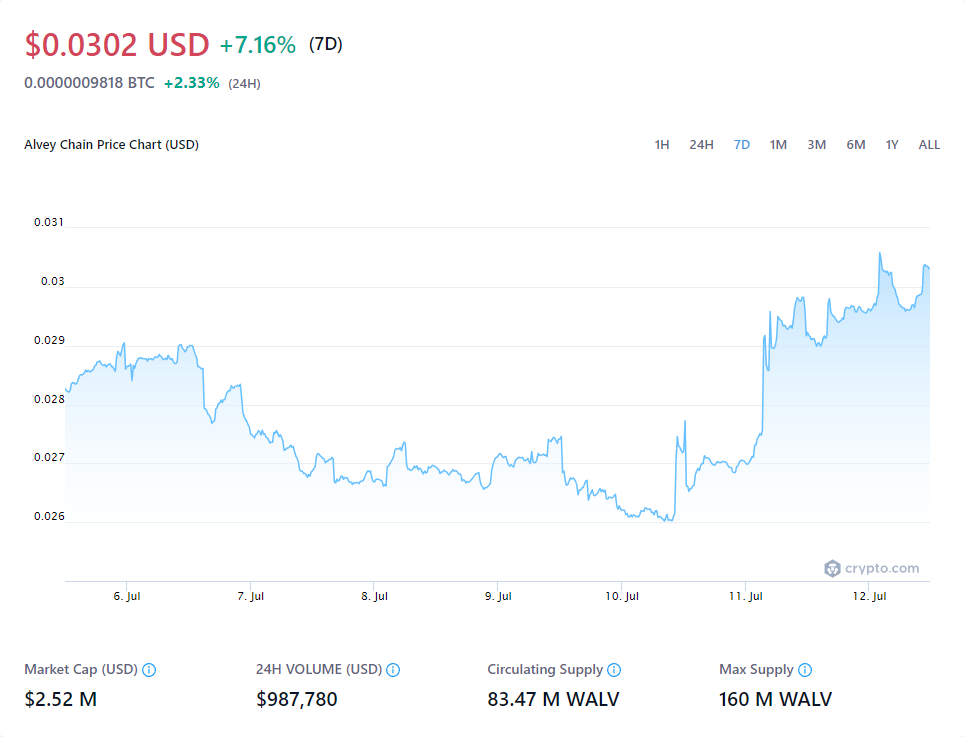 $0.0302 USD +7.16% (7D)
0.0000009818 BTC +2.33% (24H)
Alvey Chain Price Chart (USD) 1H 24H 7D 1M 3M 6M 1Y ALL
0.031
0.03
0.029
0.028
0.027
0.026
crypto.com
6. Jul 7. Jul 8. Jul 9. Jul 10. Jul 11. Jul 12. Jul
Market Cap (USD) 24H VOLUME (USD) Circulating Supply Max Supply
$2.52 M $987,780 83.47 M WALV 160 M WALV